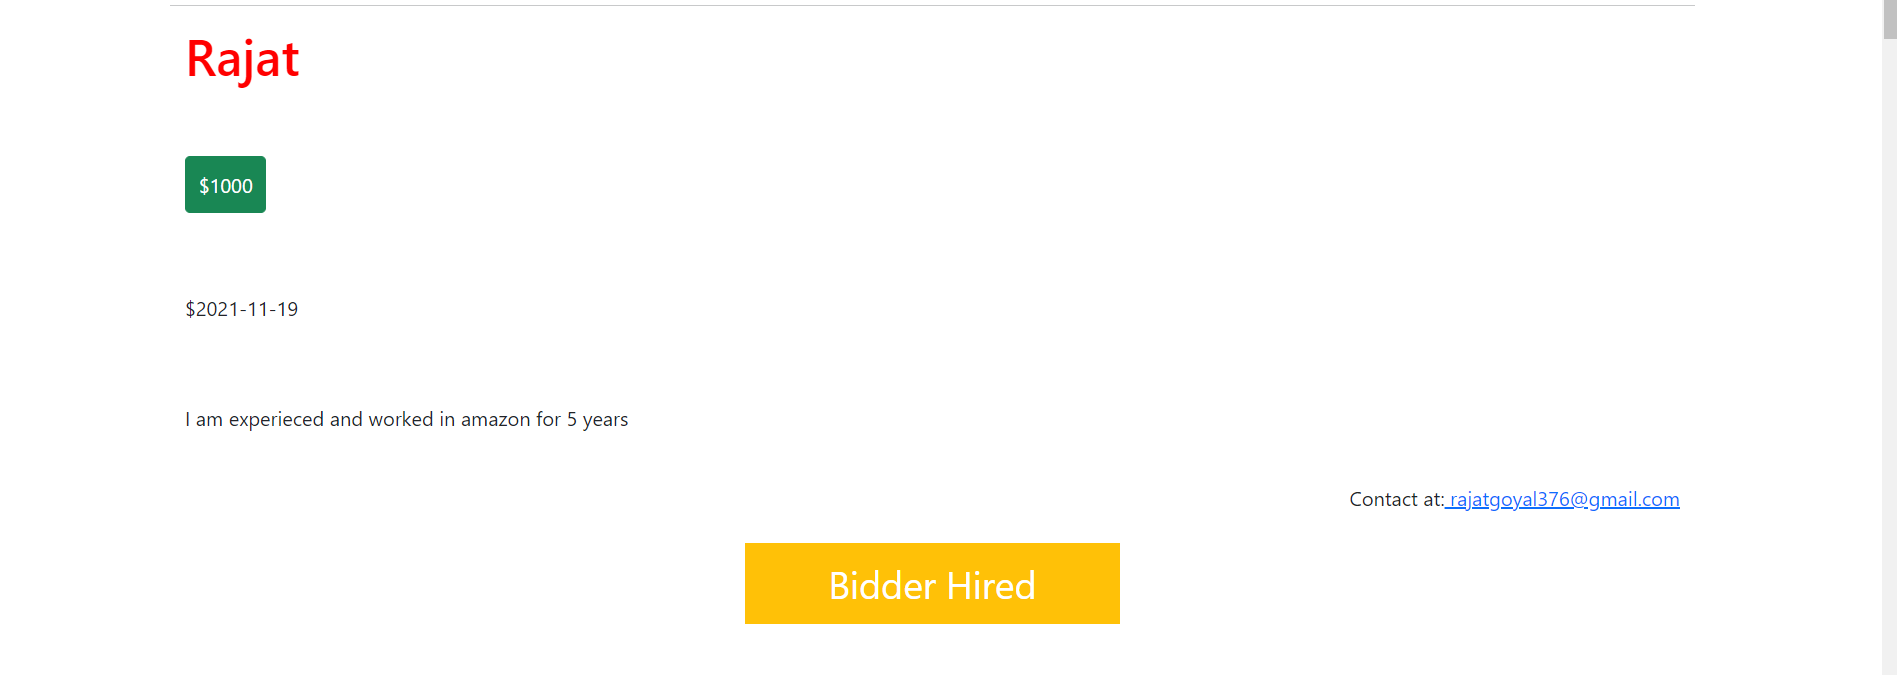 Rajat
$1000
$2021-11-19
I am experieced and worked in amazon for 5 years
Contact at: rajatgoyal376@gmail.com
Bidder Hired